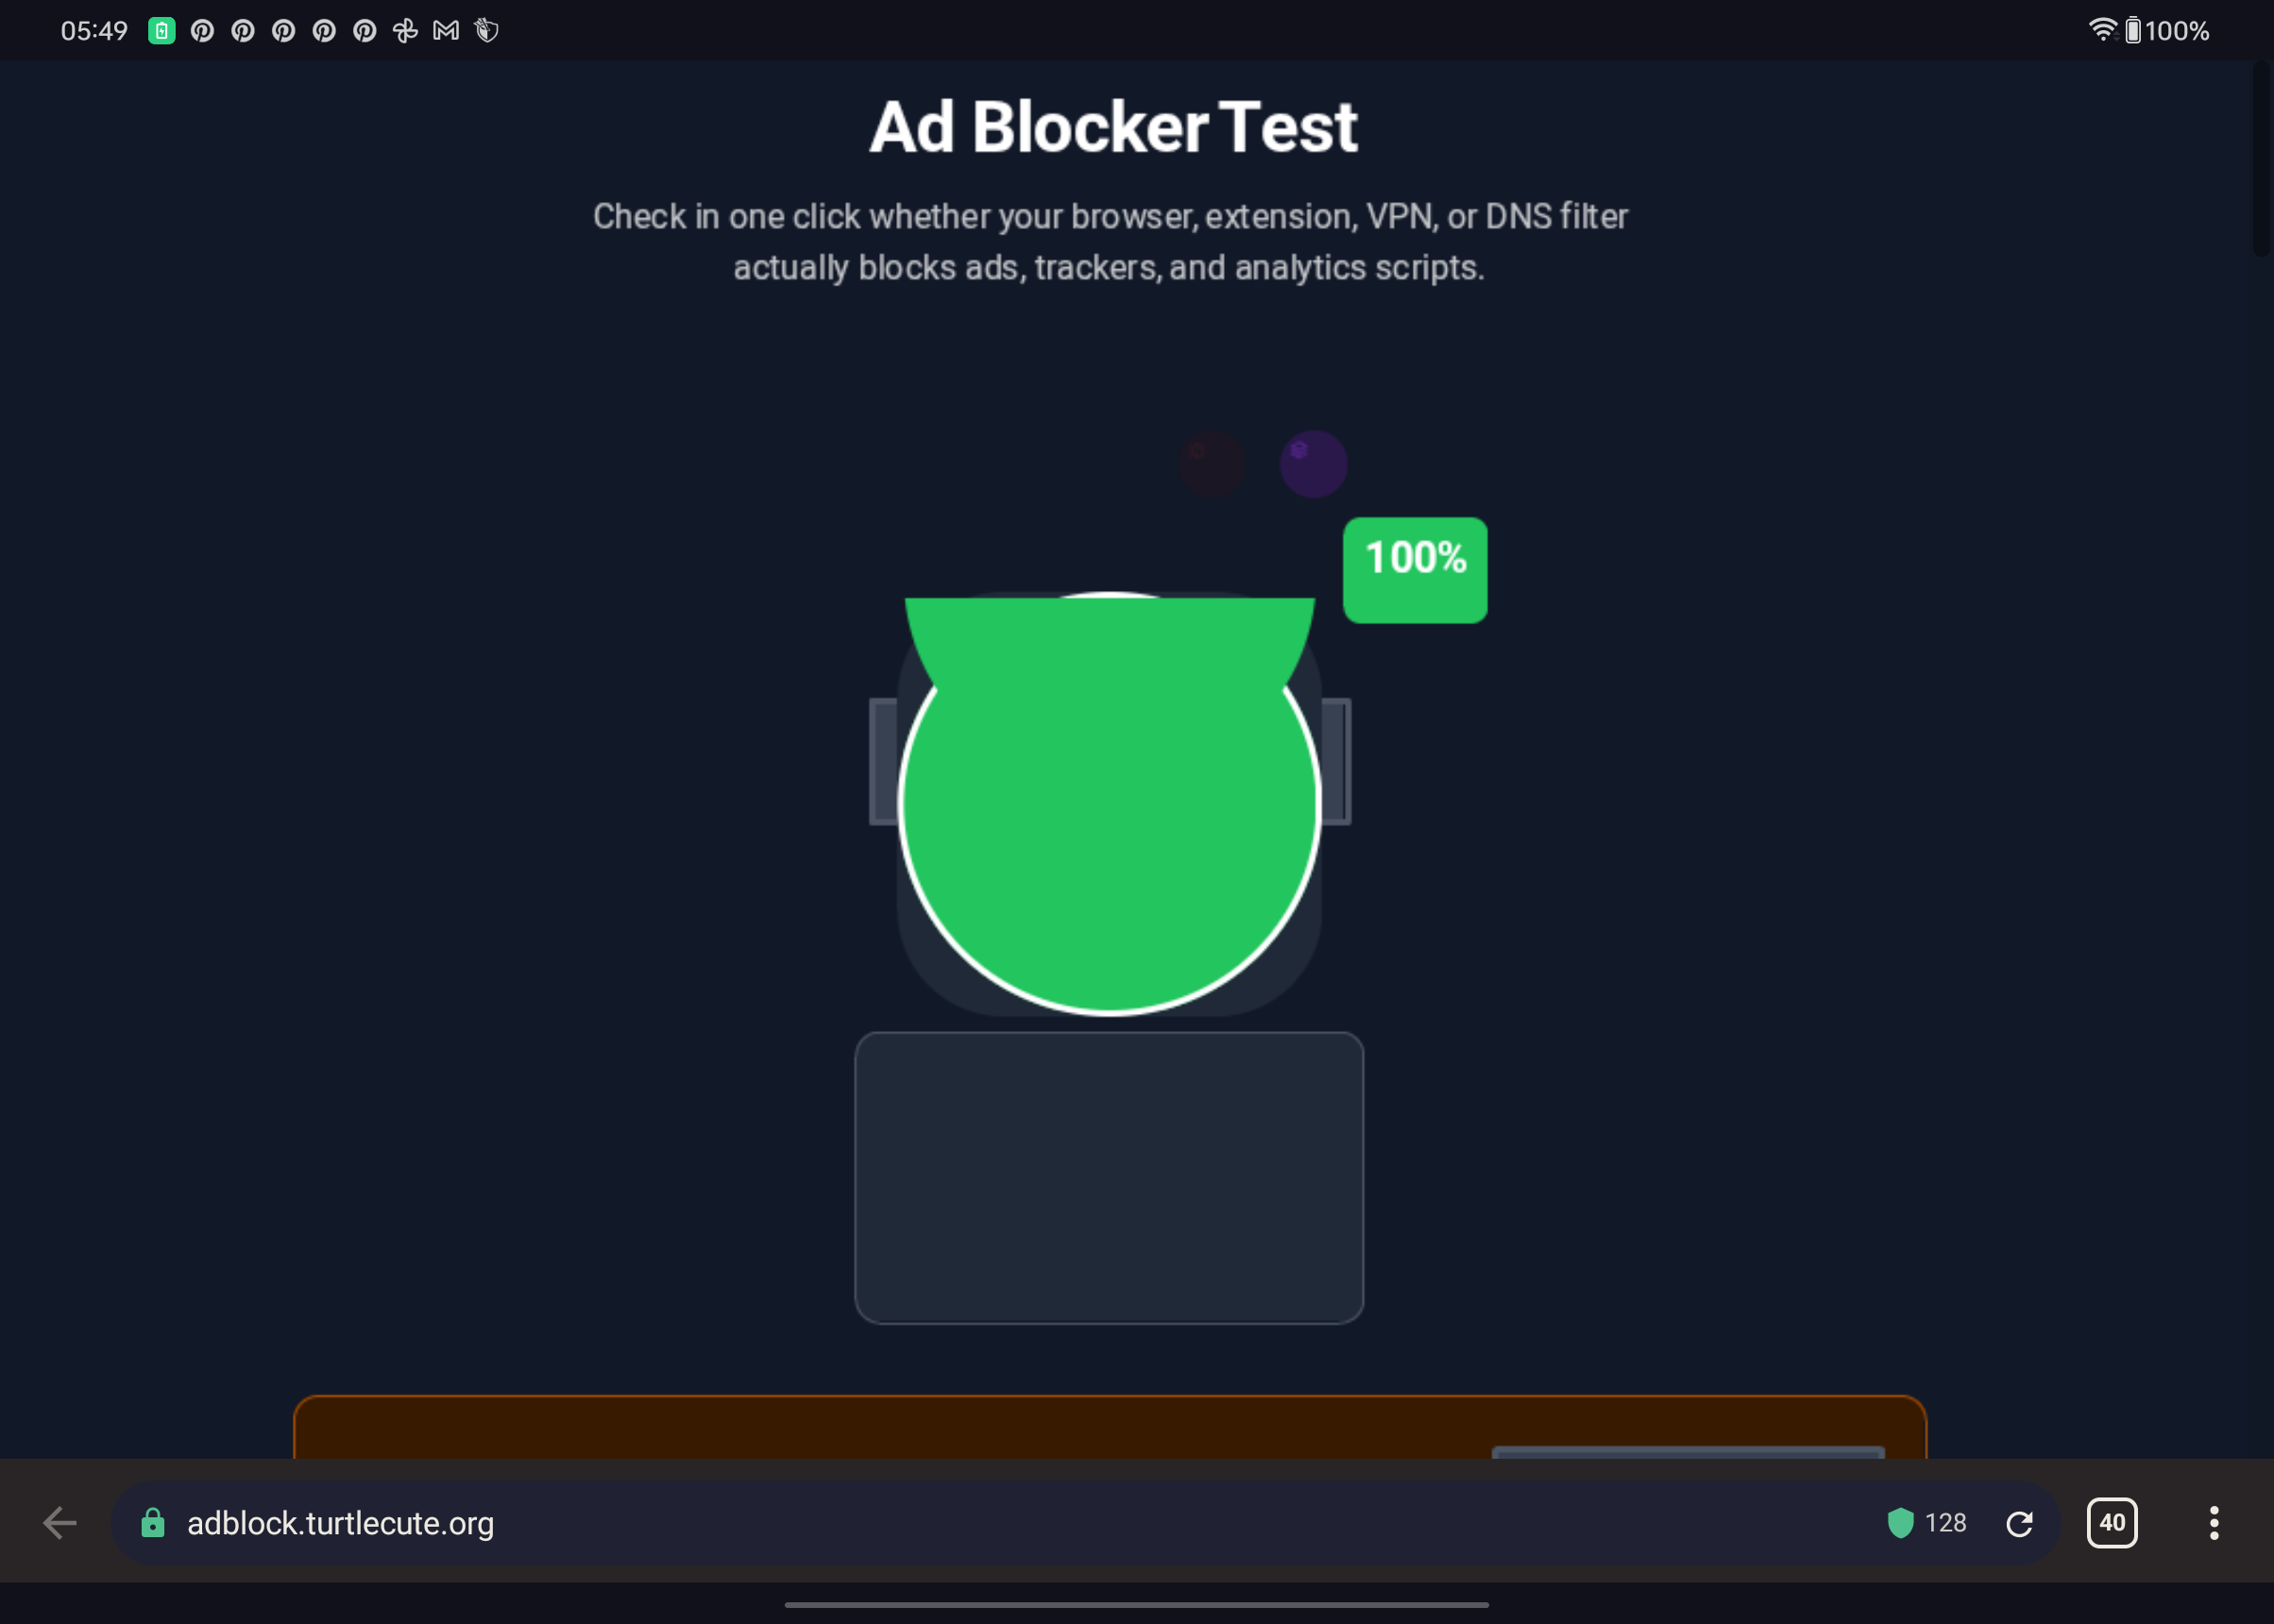 05:49
100%
Ad Blocker Test
Check in one click whether your browser, extension, VPN, or DNS filter
actually blocks ads, trackers, and analytics scripts.
100%
adblock.turtlecute.org
128
40